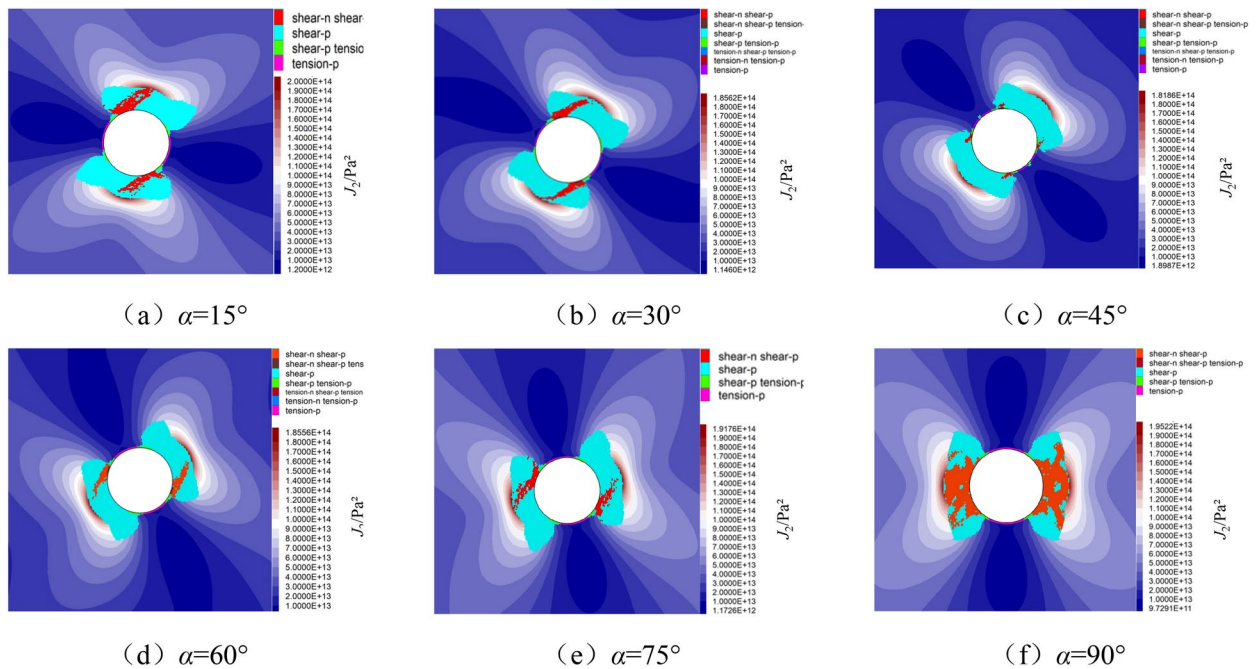 shear-n shear
shear-p
shear-p tensio
tension-p
2.0000E+14
1.9000E+14
1.8000E+14
1.7000E+14
1.6000E+14
1.5000E+14
1.4000E+14
1.3000E+14
1.2000E+14
1.1000E+14
1.0000E+14
9.0000E+13
8.0000E+13
7.0000E+13
6.0000E+13
5.0000E+13
4.0000E+13
3.0000E+13
2.0000E+13
1.0000E+13
1.2000E+12
J2/Pa²
(a) α=15°
shear-n shear-p
shear-n shear-p tension-
shear-p
shear-p tension-p
tension-n shear-p tension-p
tension-n tension-p
tension-p
1.8562E+14
1.8000E+14
1.7000E+14
1.6000E+14
1.5000E+14
1.4000E+14
1.3000E+14
1.2000E+14
1.1000E+14
1.0000E+14
9.0000E+13
8.0000E+13
7.0000E+13
6.0000E+13
5.0000E+13
4.0000E+13
3.0000E+13
2.0000E+13
1.0000E+13
1.1460E+12
J2/Pa²
(b) α=30°
shear-n shear-p
shear-n shear-p tension-
shear-p
shear-p tension-p
tension-n shear-p tension-p
tension-n tension-p
tension-p
1.8186E+14
1.8000E+14
1.7000E+14
1.6000E+14
1.5000E+14
1.4000E+14
1.3000E+14
1.2000E+14
1.1000E+14
1.0000E+14
9.0000E+13
8.0000E+13
7.0000E+13
6.0000E+13
5.0000E+13
4.0000E+13
3.0000E+13
2.0000E+13
1.0000E+13
1.8987E+12
J2/Pa²
(c) α=45°
shear-n shear-p
shear-n shear-p tens
shear-p
shear-p tension-p
tension-n shear-p tension
tension-n tension-p
tension-p
1.8556E+14
1.8000E+14
1.7000E+14
1.6000E+14
1.5000E+14
1.4000E+14
1.3000E+14
1.2000E+14
1.1000E+14
1.0000E+14
9.0000E+13
8.0000E+13
7.0000E+13
6.0000E+13
5.0000E+13
4.0000E+13
3.0000E+13
2.0000E+13
1.0000E+13
J2/Pa²
(d) α=60°
shear-n shear-p
shear-p
shear-p tension-p
tension-p
1.9176E+14
1.9000E+14
1.8000E+14
1.7000E+14
1.6000E+14
1.5000E+14
1.4000E+14
1.3000E+14
1.2000E+14
1.1000E+14
1.0000E+14
9.0000E+13
8.0000E+13
7.0000E+13
6.0000E+13
5.0000E+13
4.0000E+13
3.0000E+13
2.0000E+13
1.0000E+13
1.1726E+12
J2/Pa²
(e) α=75°
shear-n shear-p
shear-n shear-p tension-p
shear-p
shear-p tension-p
tension-p
1.9522E+14
1.9000E+14
1.8000E+14
1.7000E+14
1.6000E+14
1.5000E+14
1.4000E+14
1.3000E+14
1.2000E+14
1.1000E+14
1.0000E+14
9.0000E+13
8.0000E+13
7.0000E+13
6.0000E+13
5.0000E+13
4.0000E+13
3.0000E+13
2.0000E+13
1.0000E+13
9.7291E+11
J2/Pa²
(f) α=90°